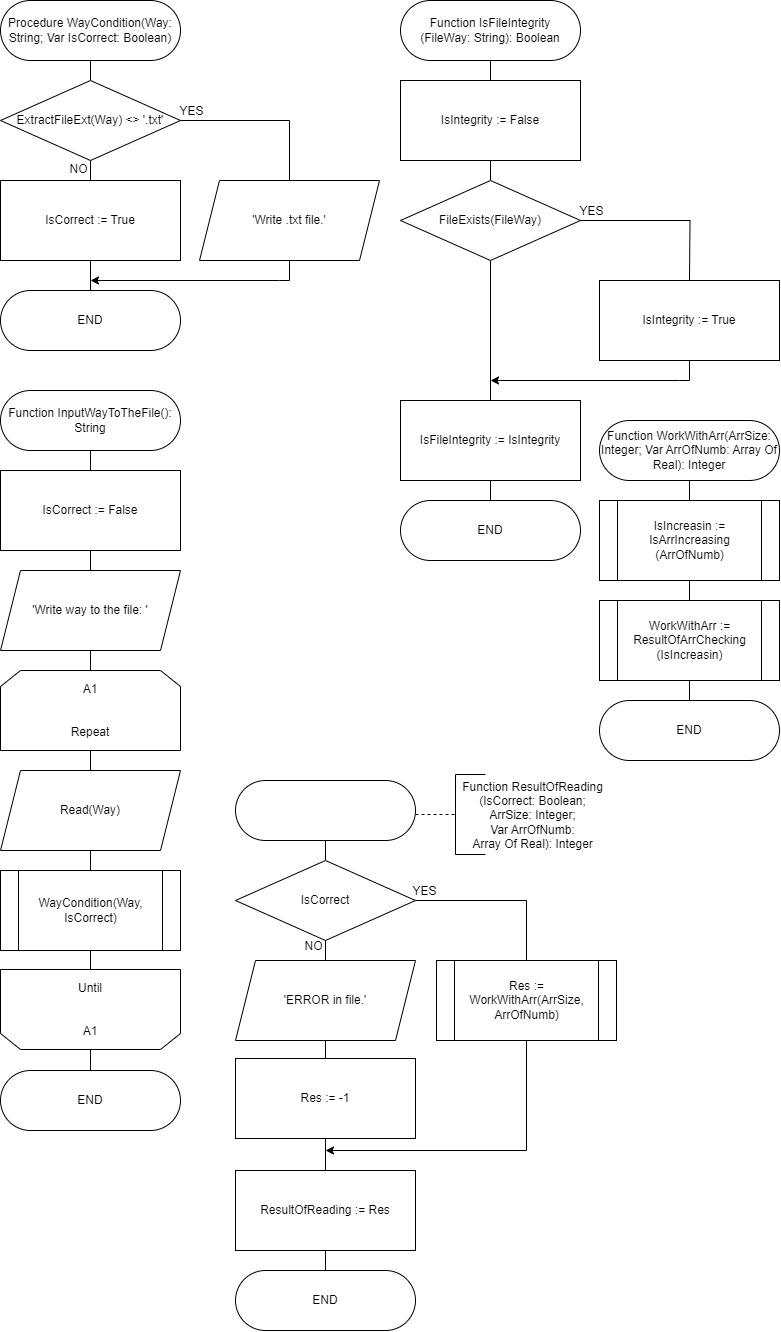 Procedure WayCondition(Way:
String; Var IsCorrect: Boolean)
ExtractFileExt(Way) <> '.txt'
YES
NO
IsCorrect := True
'Write .txt file.'
END
Function IsFileIntegrity
(FileWay: String): Boolean
IsIntegrity := False
FileExists(FileWay)
YES
IsIntegrity := True
IsFileIntegrity := IsIntegrity
END
Function InputWayToTheFile():
String
IsCorrect := False
'Write way to the file: '
A1
Repeat
Read(Way)
WayCondition(Way,
IsCorrect)
Until
A1
END
Function WorkWithArr(ArrSize:
Integer; Var ArrOfNumb: Array Of
Real): Integer
IsIncreasin :=
IsArrIncreasing
(ArrOfNumb)
WorkWithArr :=
ResultOfArrChecking
(IsIncreasin)
END
Function ResultOfReading
(IsCorrect: Boolean;
ArrSize: Integer;
Var ArrOfNumb:
Array Of Real): Integer
IsCorrect
YES
NO
'ERROR in file.'
Res :=
WorkWithArr(ArrSize,
ArrOfNumb)
Res := -1
ResultOfReading := Res
END